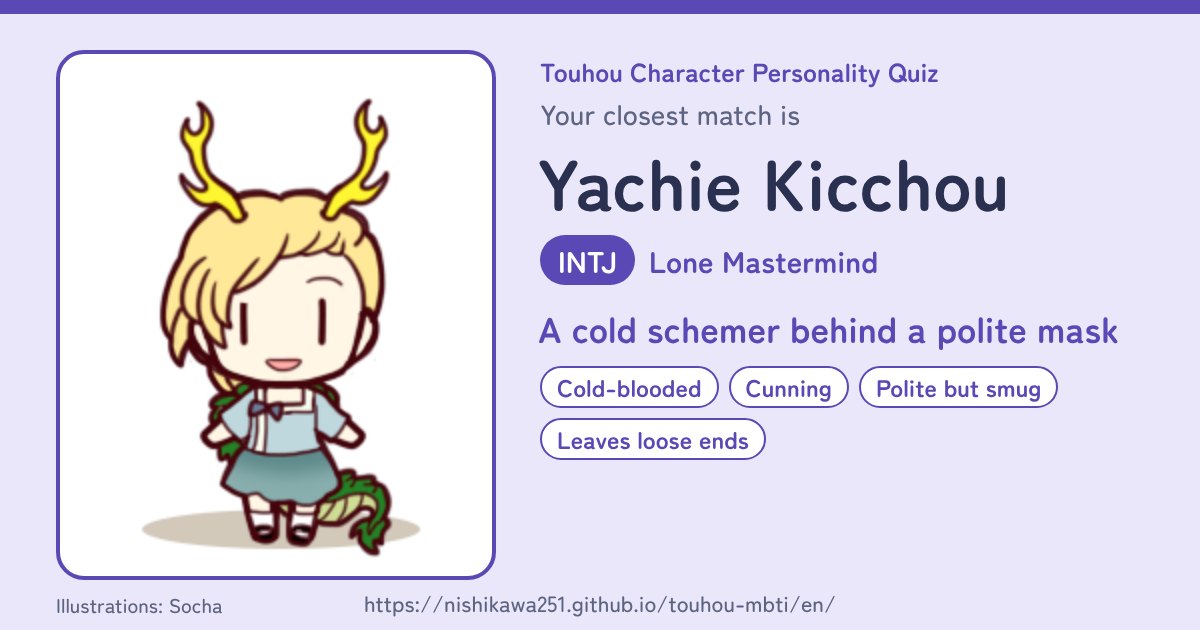 Touhou Character Personality Quiz
Your closest match is
Yachie Kicchou
INTJ Lone Mastermind
A cold schemer behind a polite mask
Cold-blooded Cunning Polite but smug
Leaves loose ends
Illustrations: Socha https://nishikawa251.github.io/touhou-mbti/en/